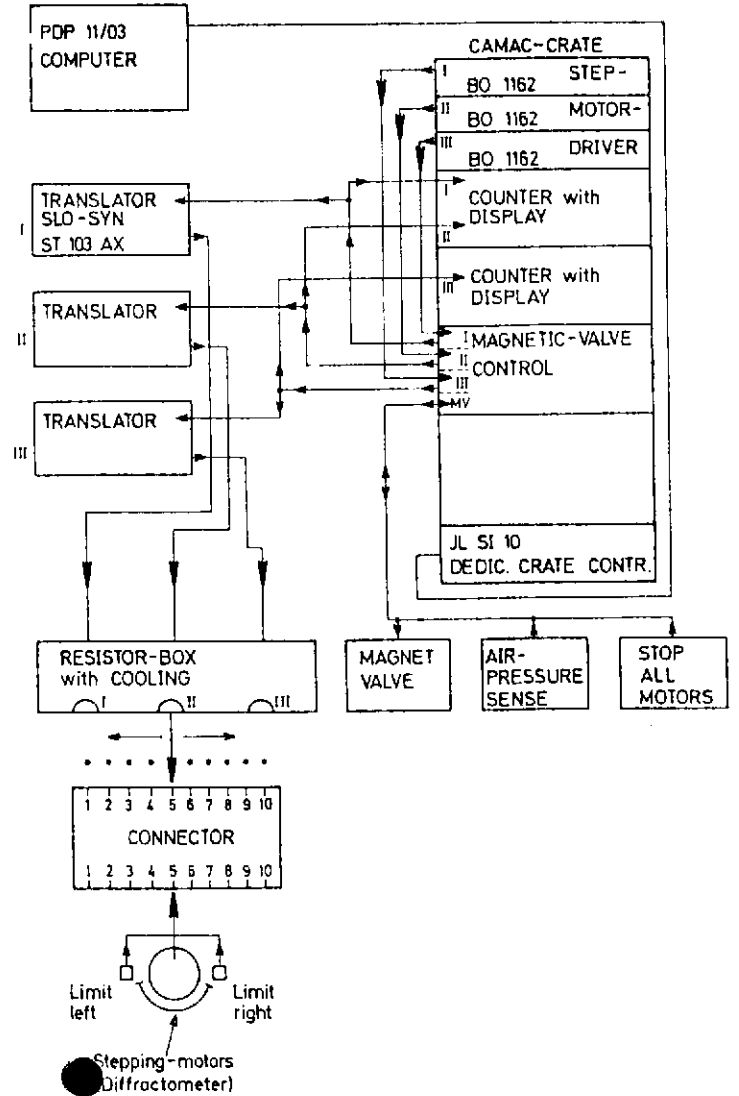 PDP 11/03
COMPUTER
CAMAC-CRATE
I BO 1162 STEP-
II BO 1162 MOTOR-
III BO 1162 DRIVER
I COUNTER with
II DISPLAY
III COUNTER with
DISPLAY
I MAGNETIC-VALVE
II CONTROL
III
MV
JL SI 10
DEDIC. CRATE CONTR.
I TRANSLATOR
SLO-SYN
ST 103 AX
II TRANSLATOR
III TRANSLATOR
RESISTOR-BOX
with COOLING
I II III
MAGNET
VALVE
AIR-
PRESSURE
SENSE
STOP
ALL
MOTORS
1 2 3 4 5 6 7 8 9 10
CONNECTOR
1 2 3 4 5 6 7 8 9 10
Limit
left
Limit
right
Stepping-motors
Diffractometer)